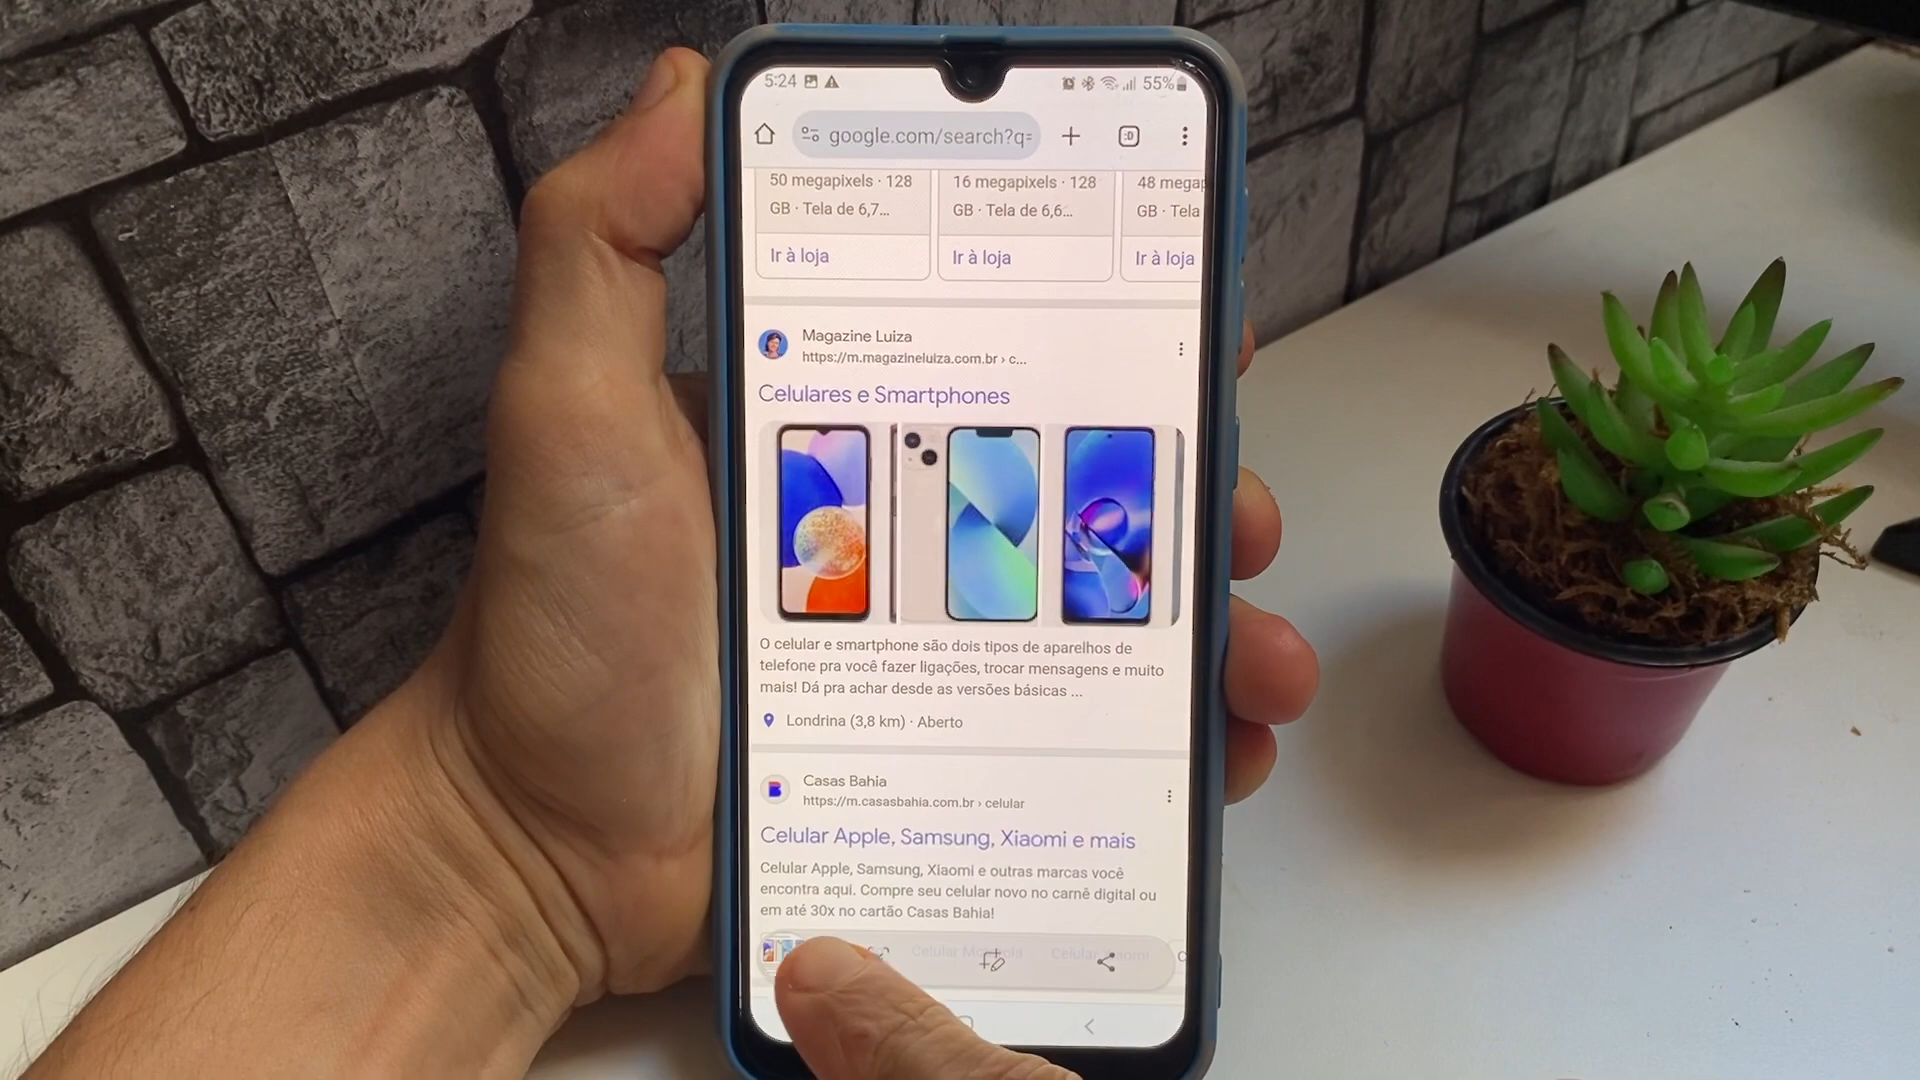 5:24
55%
google.com/search?q=
50 megapixels · 128
GB · Tela de 6,7...
Ir à loja
16 megapixels · 128
GB · Tela de 6,6...
Ir à loja
48 megap
GB · Tela
Ir à loja
Magazine Luiza
https://m.magazineluiza.com.br › c...
Celulares e Smartphones
O celular e smartphone são dois tipos de aparelhos de
telefone pra você fazer ligações, trocar mensagens e muito
mais! Dá pra achar desde as versões básicas ...
Londrina (3,8 km) · Aberto
Casas Bahia
https://m.casasbahia.com.br › celular
Celular Apple, Samsung, Xiaomi e mais
Celular Apple, Samsung, Xiaomi e outras marcas você
encontra aqui. Compre seu celular novo no carnê digital ou
em até 30x no cartão Casas Bahia!
Celular Motorola
Celular Xiaomi